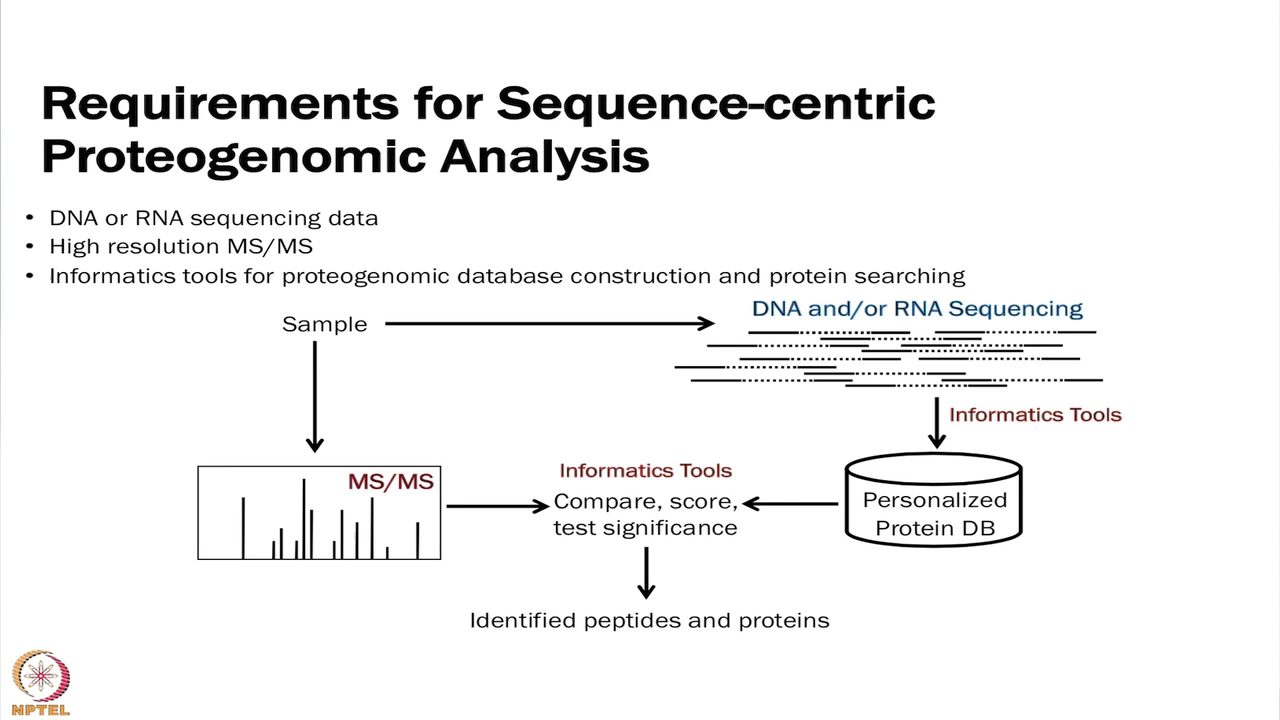 Requirements for Sequence-centric
Proteogenomic Analysis
• DNA or RNA sequencing data
• High resolution MS/MS
• Informatics tools for proteogenomic database construction and protein searching
DNA and/or RNA Sequencing
Sample
Informatics Tools
MS/MS
Informatics Tools
Compare, score,
test significance
Personalized
Protein DB
Identified peptides and proteins
NPTEL